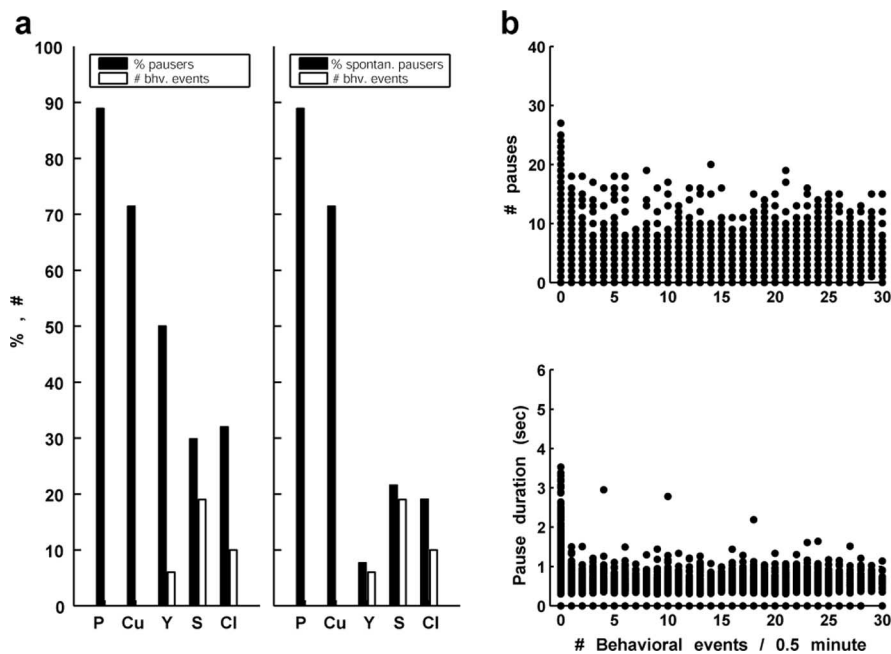 a
100
90
80
70
60
50
40
30
20
10
0
% , #
% pausers
# bhv. events
% spontan. pausers
# bhv. events
P Cu Y S Cl
P Cu Y S Cl
b
40
30
20
10
0
# pauses
0 5 10 15 20 25 30
6
5
4
3
2
1
0
Pause duration (sec)
0 5 10 15 20 25 30
# Behavioral events / 0.5 minute